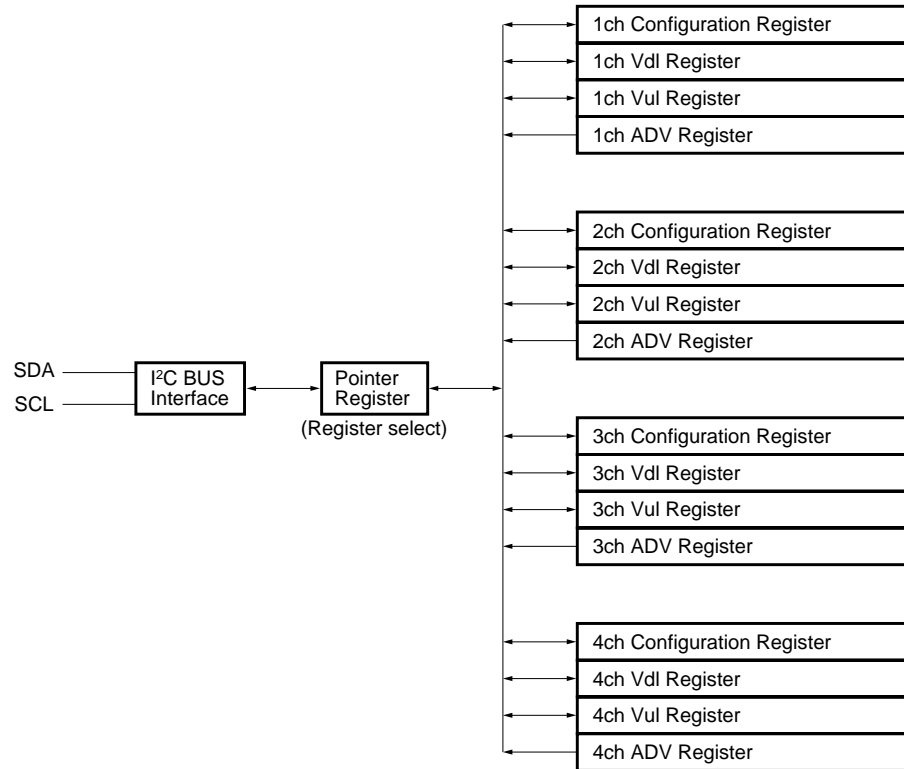 1ch Configuration Register
1ch Vdl Register
1ch Vul Register
1ch ADV Register
2ch Configuration Register
2ch Vdl Register
2ch Vul Register
2ch ADV Register
SDA
SCL
I²C BUS
Interface
Pointer
Register
(Register select)
3ch Configuration Register
3ch Vdl Register
3ch Vul Register
3ch ADV Register
4ch Configuration Register
4ch Vdl Register
4ch Vul Register
4ch ADV Register